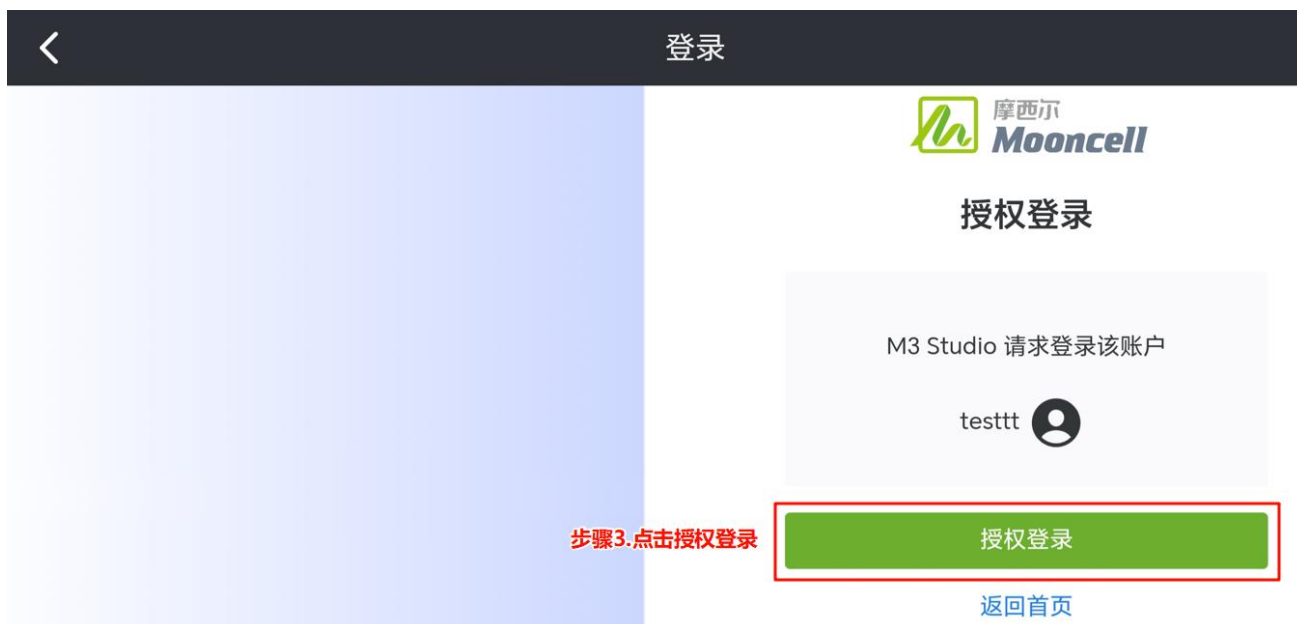 登录
摩西尔
Mooncell
授权登录
M3 Studio 请求登录该账户
testtt
步骤3.点击授权登录
授权登录
返回首页